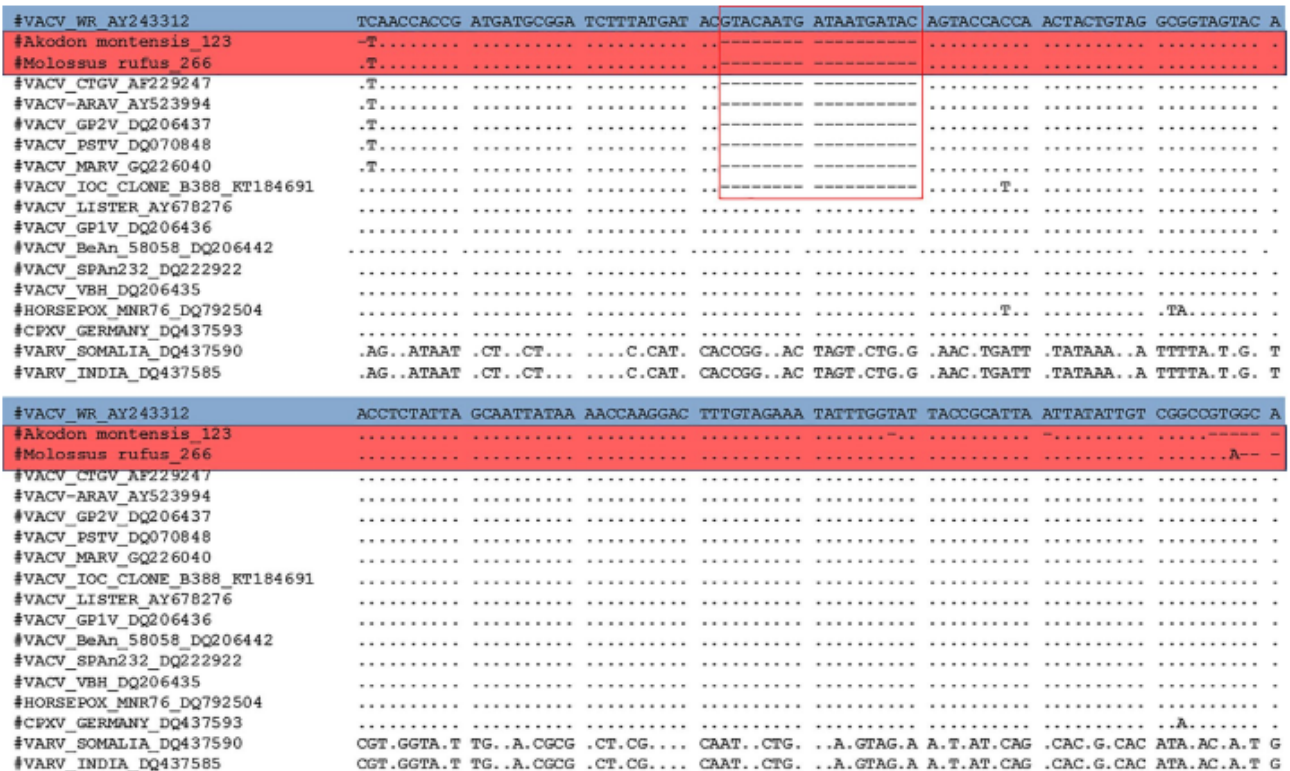 #VACV_WR_AY243312 TCAACCACCG ATGATGCGGA TCTTTATGAT ACGTACAATG ATAATGATAC AGTACCACCA ACTACTGTAG GCGGTAGTAC A
#Akodon montensis_123 -T........ .......... .......... ..-------- ---------- .......... .......... .......... .
#Molossus rufus_266 .T........ .......... .......... ..-------- ---------- .......... .......... .......... .
#VACV_CTGV_AF229247 .T........ .......... .......... ..-------- ---------- .......... .......... .......... .
#VACV-ARAV_AY523994 .T........ .......... .......... ..-------- ---------- .......... .......... .......... .
#VACV_GP2V_DQ206437 .T........ .......... .......... ..-------- ---------- .......... .......... .......... .
#VACV_PSTV_DQ070848 .T........ .......... .......... ..-------- ---------- .......... .......... .......... .
#VACV_MARV_GQ226040 .T........ .......... .......... ..-------- ---------- .......... .......... .......... .
#VACV_IOC_CLONE_B388_KT184691 .......... .......... .......... ..-------- ---------- .......T.. .......... .......... .
#VACV_LISTER_AY678276 .......... .......... .......... .......... .......... .......... .......... .......... .
#VACV_GP1V_DQ206436 .......... .......... .......... .......... .......... .......... .......... .......... .
#VACV_BeAn_58058_DQ206442 .......... .......... .......... .......... .......... .......... .......... .......... .
#VACV_SPAn232_DQ222922 .......... .......... .......... .......... .......... .......... .......... .......... .
#VACV_VBH_DQ206435 .......... .......... .......... .......... .......... .......... .......... .......... .
#HORSEPOX_MNR76_DQ792504 .......... .......... .......... .......... .......... .......T.. .......... .TA....... .
#CPXV_GERMANY_DQ437593 .......... .......... .......... .......... .......... .......... .......... .......... .
#VARV_SOMALIA_DQ437590 .AG..ATAAT .CT..CT... ....C.CAT. CACCGG..AC TAGT.CTG.G .AAC.TGATT .TATAAA..A TTTTA.T.G. T
#VARV_INDIA_DQ437585 .AG..ATAAT .CT..CT... ....C.CAT. CACCGG..AC TAGT.CTG.G .AAC.TGATT .TATAAA..A TTTTA.T.G. T
#VACV_WR_AY243312 ACCTCTATTA GCAATTATAA AACCAAGGAC TTTGTAGAAA TATTTGGTAT TACCGCATTA ATTATATTGT CGGCCGTGGC A
#Akodon montensis_123 .......... .......... .......... .......... .......-.. .......... -......... .....----- -
#Molossus rufus_266 .......... .......... .......... .......... .......... .......... .......... .......A-- -
#VACV_CTGV_AF229247 .......... .......... .......... .......... .......... .......... .......... .......... .
#VACV-ARAV_AY523994 .......... .......... .......... .......... .......... .......... .......... .......... .
#VACV_GP2V_DQ206437 .......... .......... .......... .......... .......... .......... .......... .......... .
#VACV_PSTV_DQ070848 .......... .......... .......... .......... .......... .......... .......... .......... .
#VACV_MARV_GQ226040 .......... .......... .......... .......... .......... .......... .......... .......... .
#VACV_IOC_CLONE_B388_KT184691 .......... .......... .......... .......... .......... .......... .......... .......... .
#VACV_LISTER_AY678276 .......... .......... .......... .......... .......... .......... .......... .......... .
#VACV_GP1V_DQ206436 .......... .......... .......... .......... .......... .......... .......... .......... .
#VACV_BeAn_58058_DQ206442 .......... .......... .......... .......... .......... .......... .......... .......... .
#VACV_SPAn232_DQ222922 .......... .......... .......... .......... .......... .......... .......... .......... .
#VACV_VBH_DQ206435 .......... .......... .......... .......... .......... .......... .......... .......... .
#HORSEPOX_MNR76_DQ792504 .......... .......... .......... .......... .......... .......... .......... .......... .
#CPXV_GERMANY_DQ437593 .......... .......... .......... .......... .......... .......... .......... ..A....... .
#VARV_SOMALIA_DQ437590 CGT.GGTA.T TG..A.CGCG .CT.CG.... CAAT..CTG. ..A.GTAG.A A.T.AT.CAG .CAC.G.CAC ATA.AC.A.T G
#VARV_INDIA_DQ437585 CGT.GGTA.T TG..A.CGCG .CT.CG.... CAAT..CTG. ..A.GTAG.A A.T.AT.CAG .CAC.G.CAC ATA.AC.A.T G